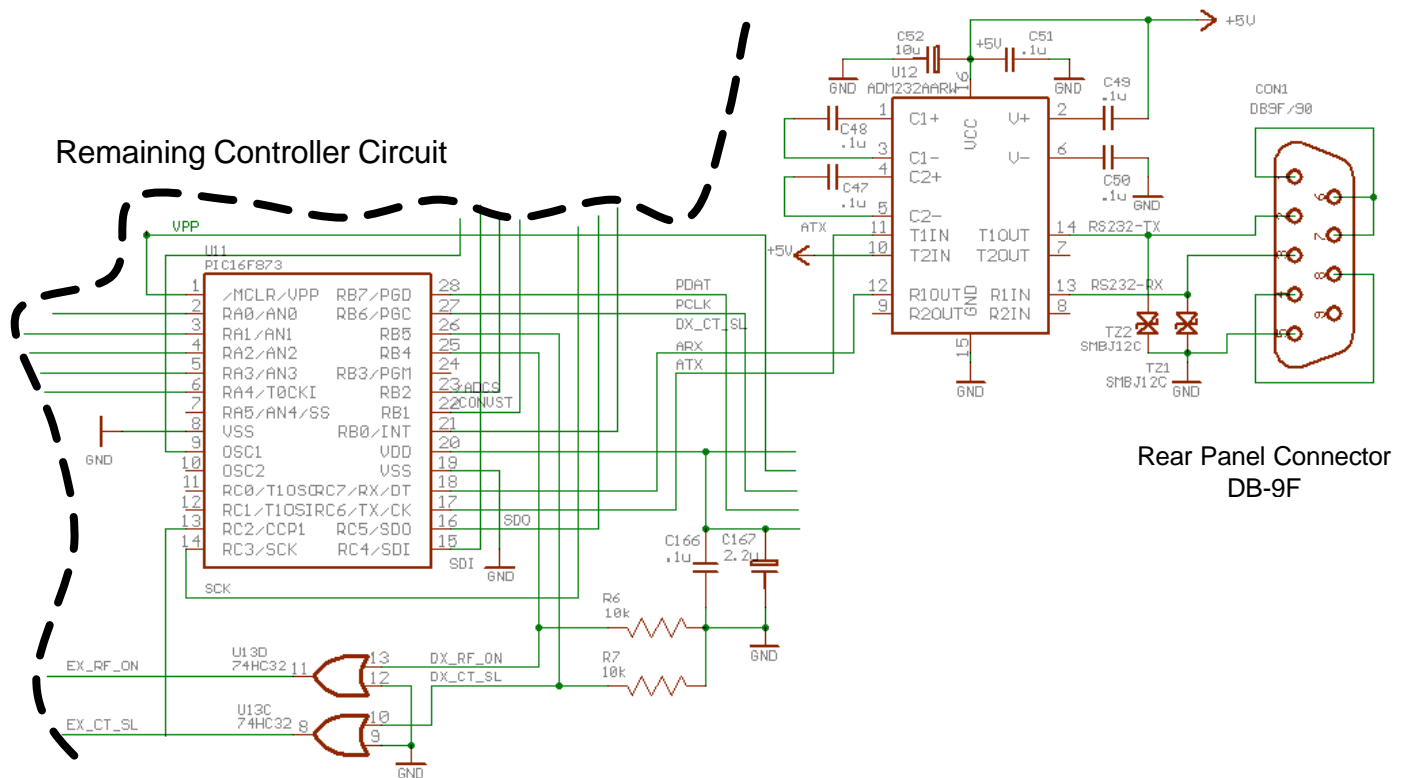 Remaining Controller Circuit
+5V
C52
10u
+5V
C51
.1u
GND
GND
U12
ADM232AARW
16
C49
.1u
1
C1+
VCC
V+
2
C48
.1u
3
C1-
V-
6
4
C2+
C47
.1u
C50
.1u
GND
5
C2-
ATX
11
T1IN
T1OUT
14
RS232-TX
+5V
10
T2IN
T2OUT
7
12
R1OUT
R1IN
13
RS232-RX
9
R2OUT
R2IN
8
GND
15
GND
TZ2
SMBJ12C
TZ1
SMBJ12C
GND
CON1
DB9F/90
1
6
2
7
3
8
4
9
5
Rear Panel Connector
DB-9F
VPP
U11
PIC16F873
1 /MCLR/VPP RB7/PGD 28
2 RA0/AN0 RB6/PGC 27
3 RA1/AN1 RB5 26
4 RA2/AN2 RB4 25
5 RA3/AN3 RB3/PGM 24
6 RA4/T0CKI RB2 23
7 RA5/AN4/SS RB1 22
8 VSS RB0/INT 21
9 OSC1 VDD 20
10 OSC2 VSS 19
11 RC0/T1OSO RC7/RX/DT 18
12 RC1/T1OSI RC6/TX/CK 17
13 RC2/CCP1 RC5/SDO 16
14 RC3/SCK RC4/SDI 15
PDAT
PCLK
DX_CT_SL
ARX
ATX
/ADCS
CONVST
GND
SDO
SDI
GND
SCK
C166
.1u
C167
2.2u
R6
10k
GND
R7
10k
EX_RF_ON
U13D
74HC32
11
13
12
DX_RF_ON
DX_CT_SL
EX_CT_SL
U13C
74HC32
8
10
9
GND